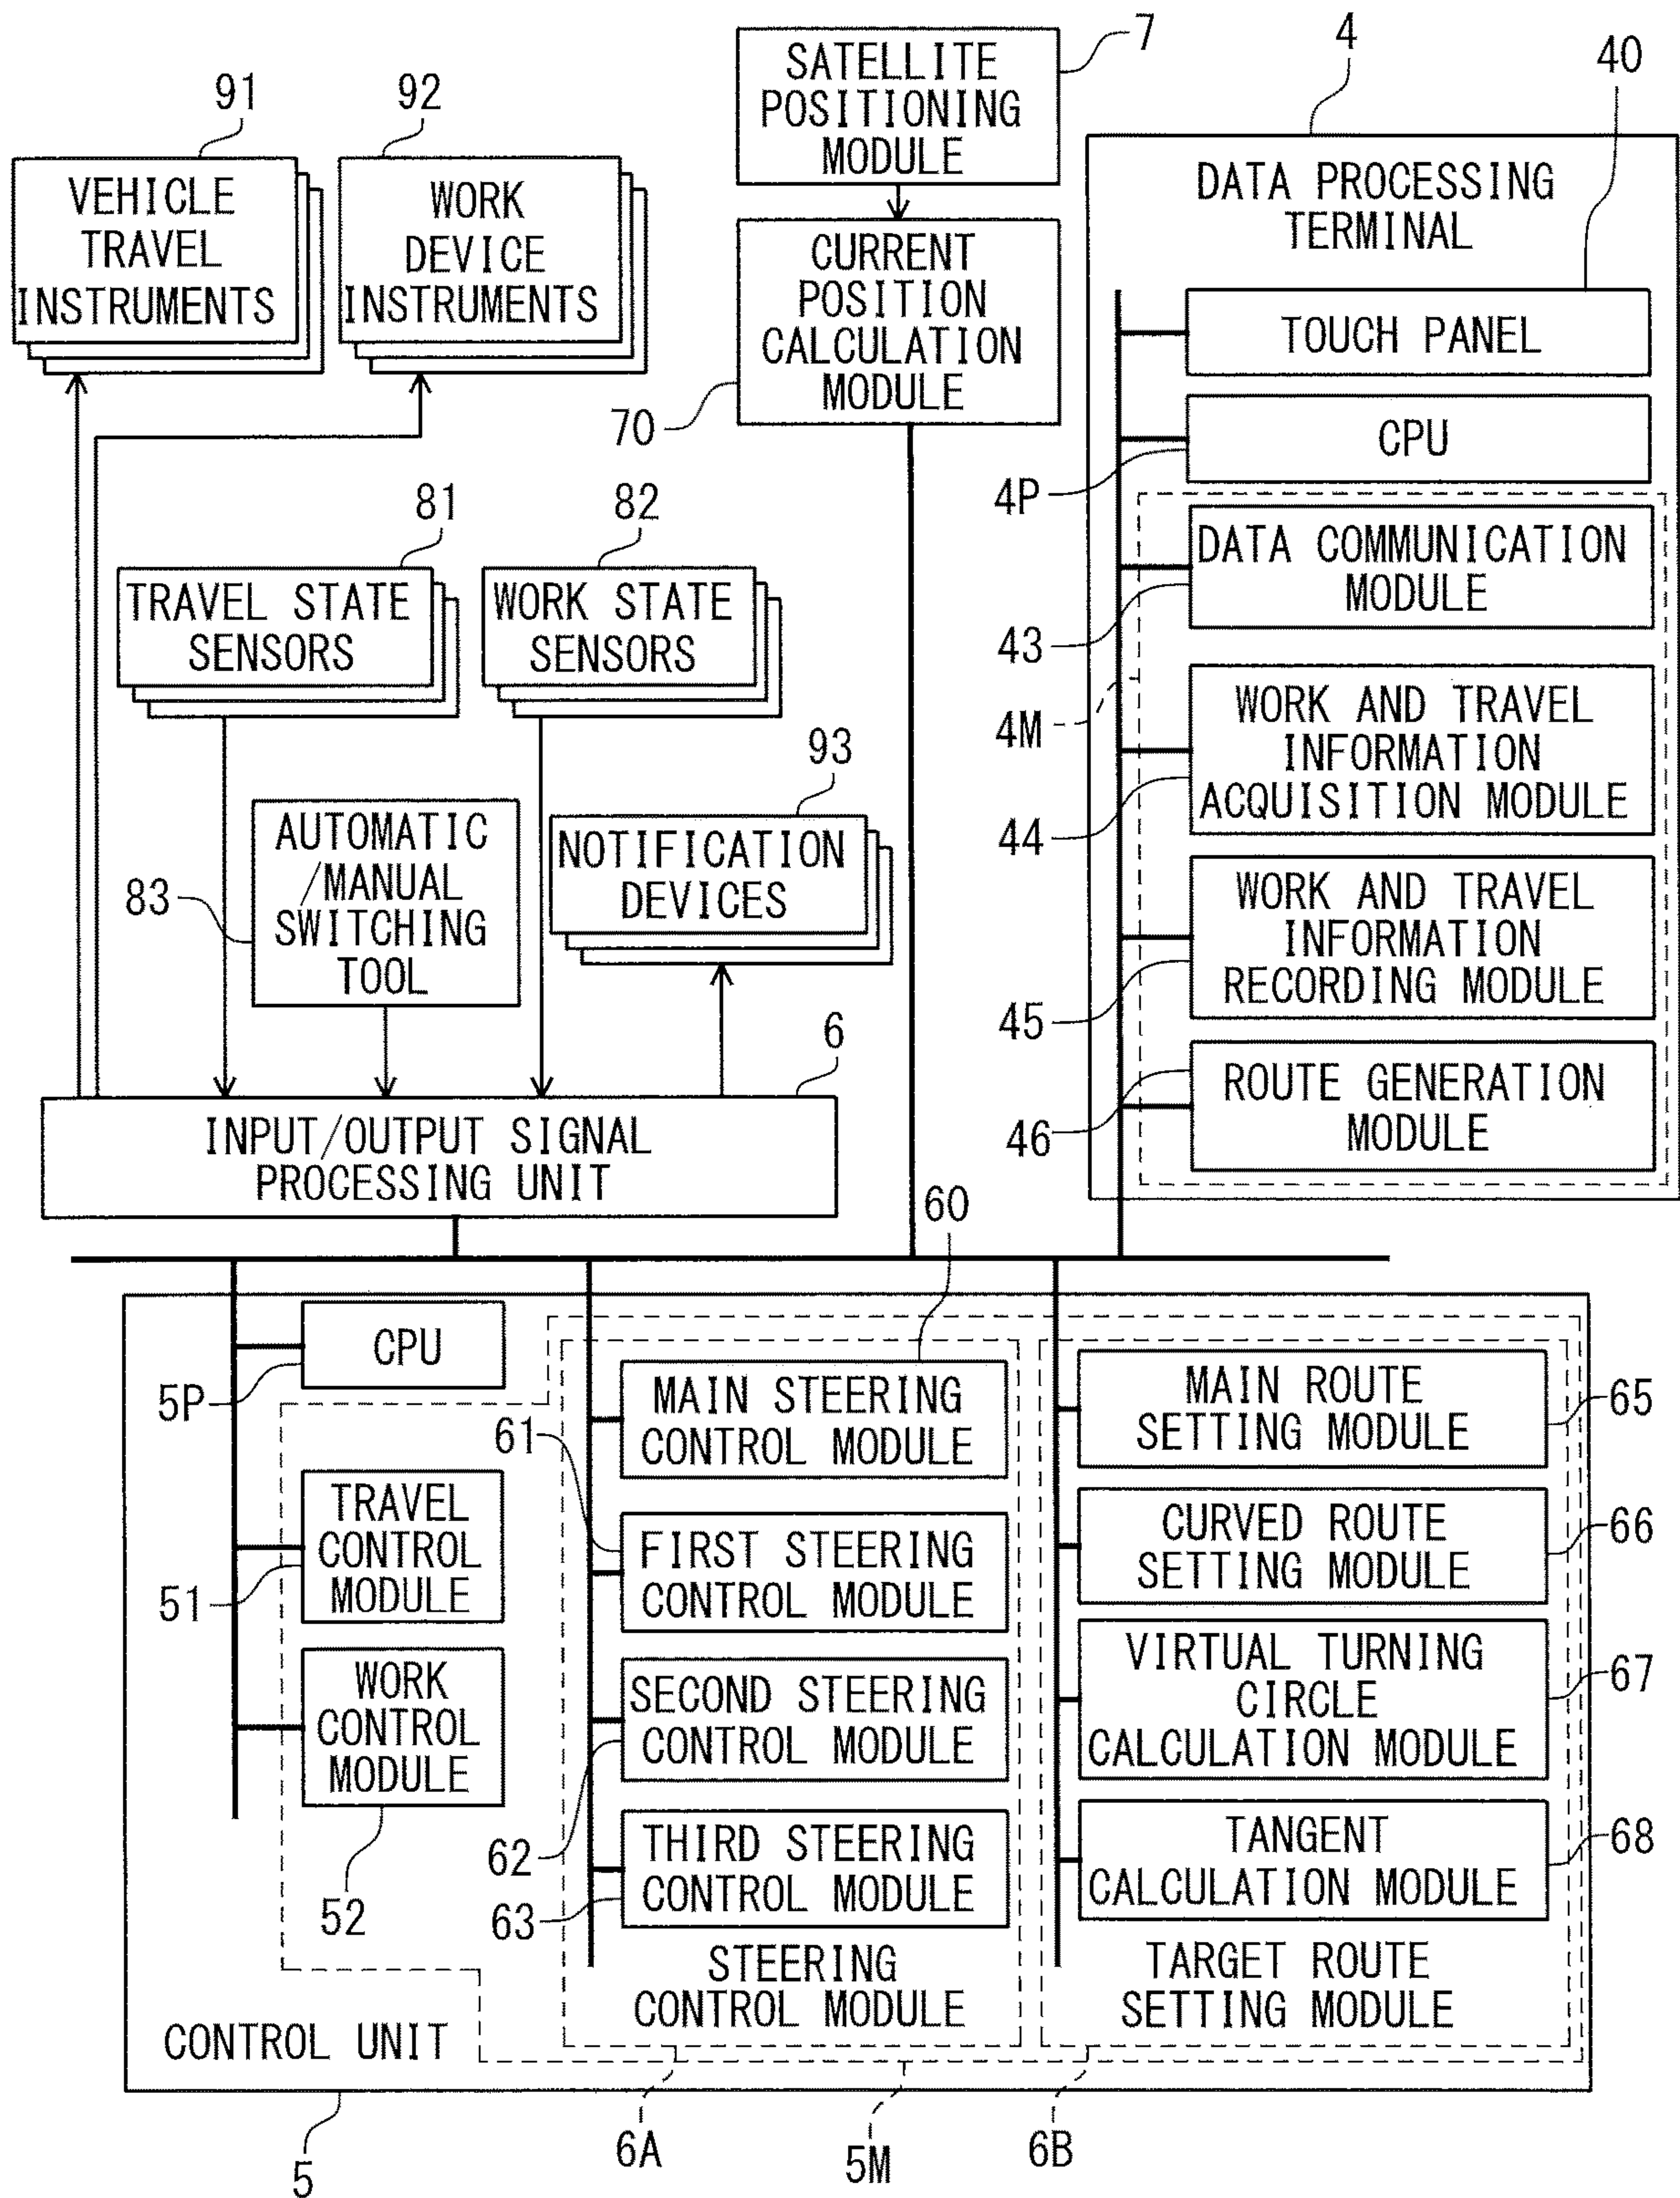 7
SATELLITE
POSITIONING
MODULE
4
40
91
92
VEHICLE
TRAVEL
INSTRUMENTS
WORK
DEVICE
INSTRUMENTS
CURRENT
POSITION
CALCULATION
MODULE
70
DATA PROCESSING
TERMINAL
TOUCH PANEL
CPU
4P
DATA COMMUNICATION
MODULE
43
4M
WORK AND TRAVEL
INFORMATION
ACQUISITION MODULE
44
WORK AND TRAVEL
INFORMATION
RECORDING MODULE
45
ROUTE GENERATION
MODULE
46
81
82
TRAVEL STATE
SENSORS
WORK STATE
SENSORS
93
AUTOMATIC
/MANUAL
SWITCHING
TOOL
83
NOTIFICATION
DEVICES
6
INPUT/OUTPUT SIGNAL
PROCESSING UNIT
60
CPU
5P
TRAVEL
CONTROL
MODULE
51
WORK
CONTROL
MODULE
52
MAIN STEERING
CONTROL MODULE
61
FIRST STEERING
CONTROL MODULE
SECOND STEERING
CONTROL MODULE
62
THIRD STEERING
CONTROL MODULE
63
STEERING
CONTROL MODULE
MAIN ROUTE
SETTING MODULE
65
CURVED ROUTE
SETTING MODULE
66
VIRTUAL TURNING
CIRCLE
CALCULATION MODULE
67
TANGENT
CALCULATION MODULE
68
TARGET ROUTE
SETTING MODULE
CONTROL UNIT
5
6A
5M
6B